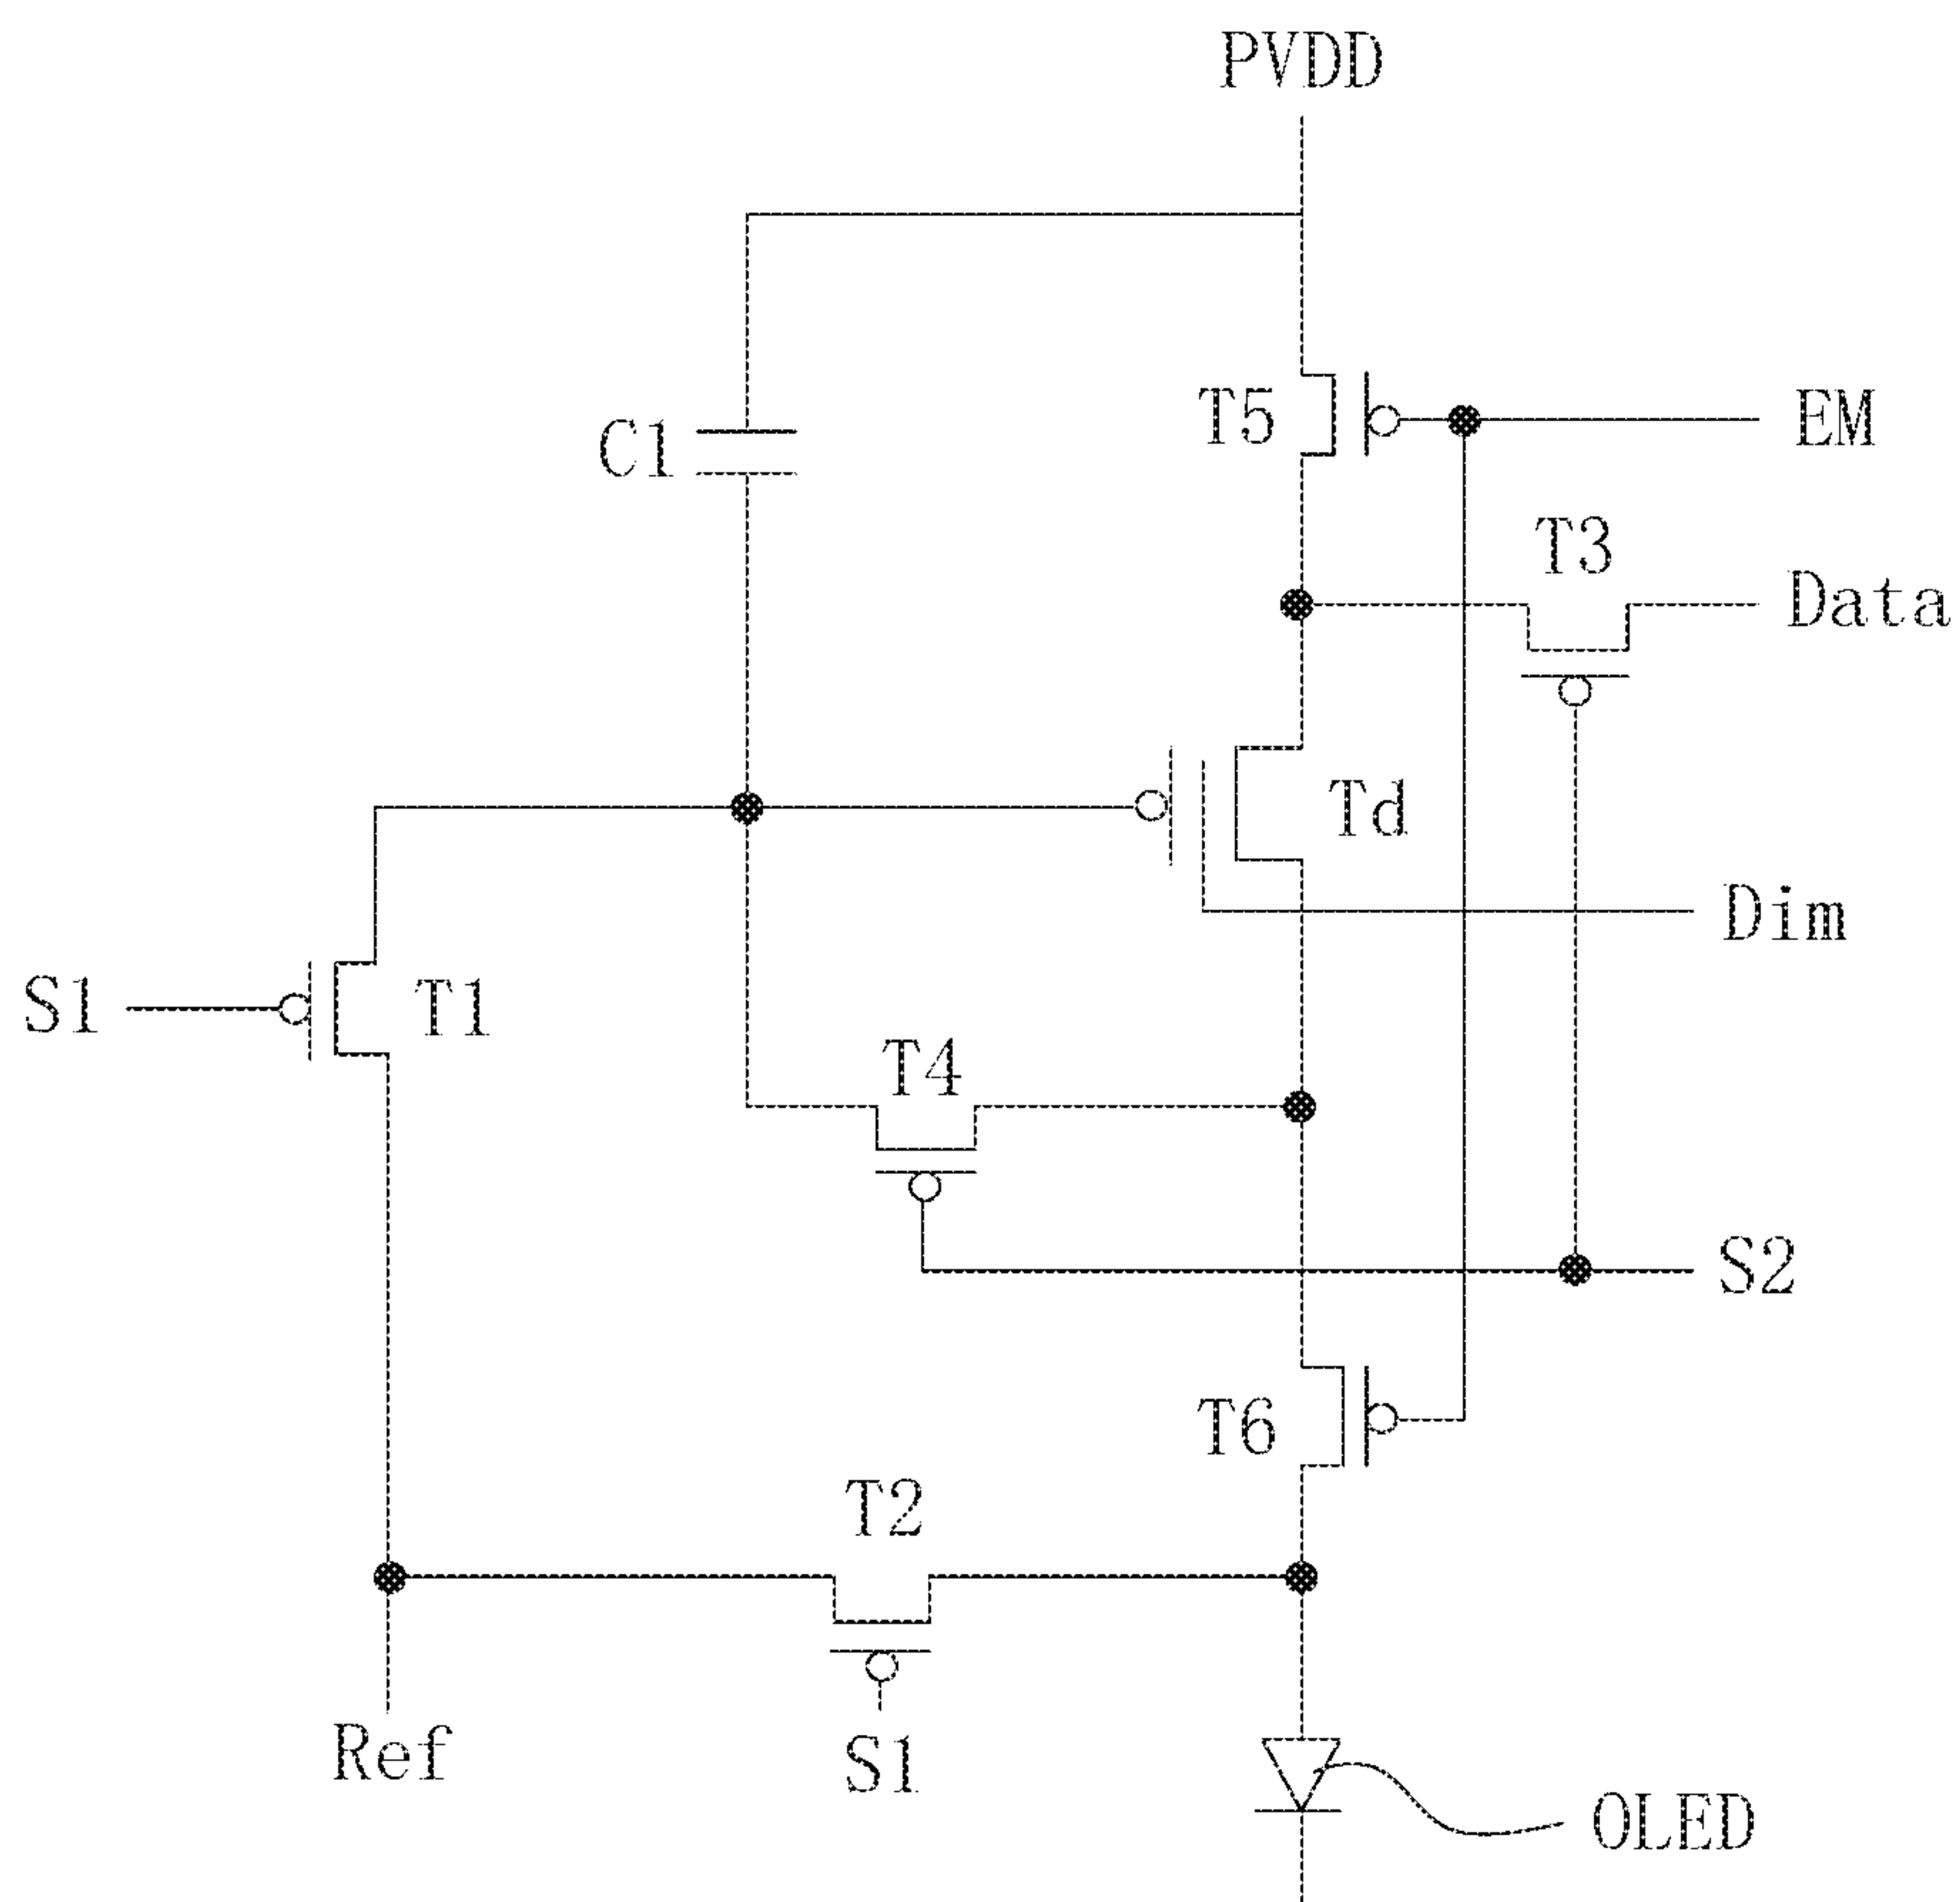 PVDD
T5
EM
C1
T3
Data
Td
Dim
S1
T1
T4
S2
T6
T2
Ref
S1
OLED